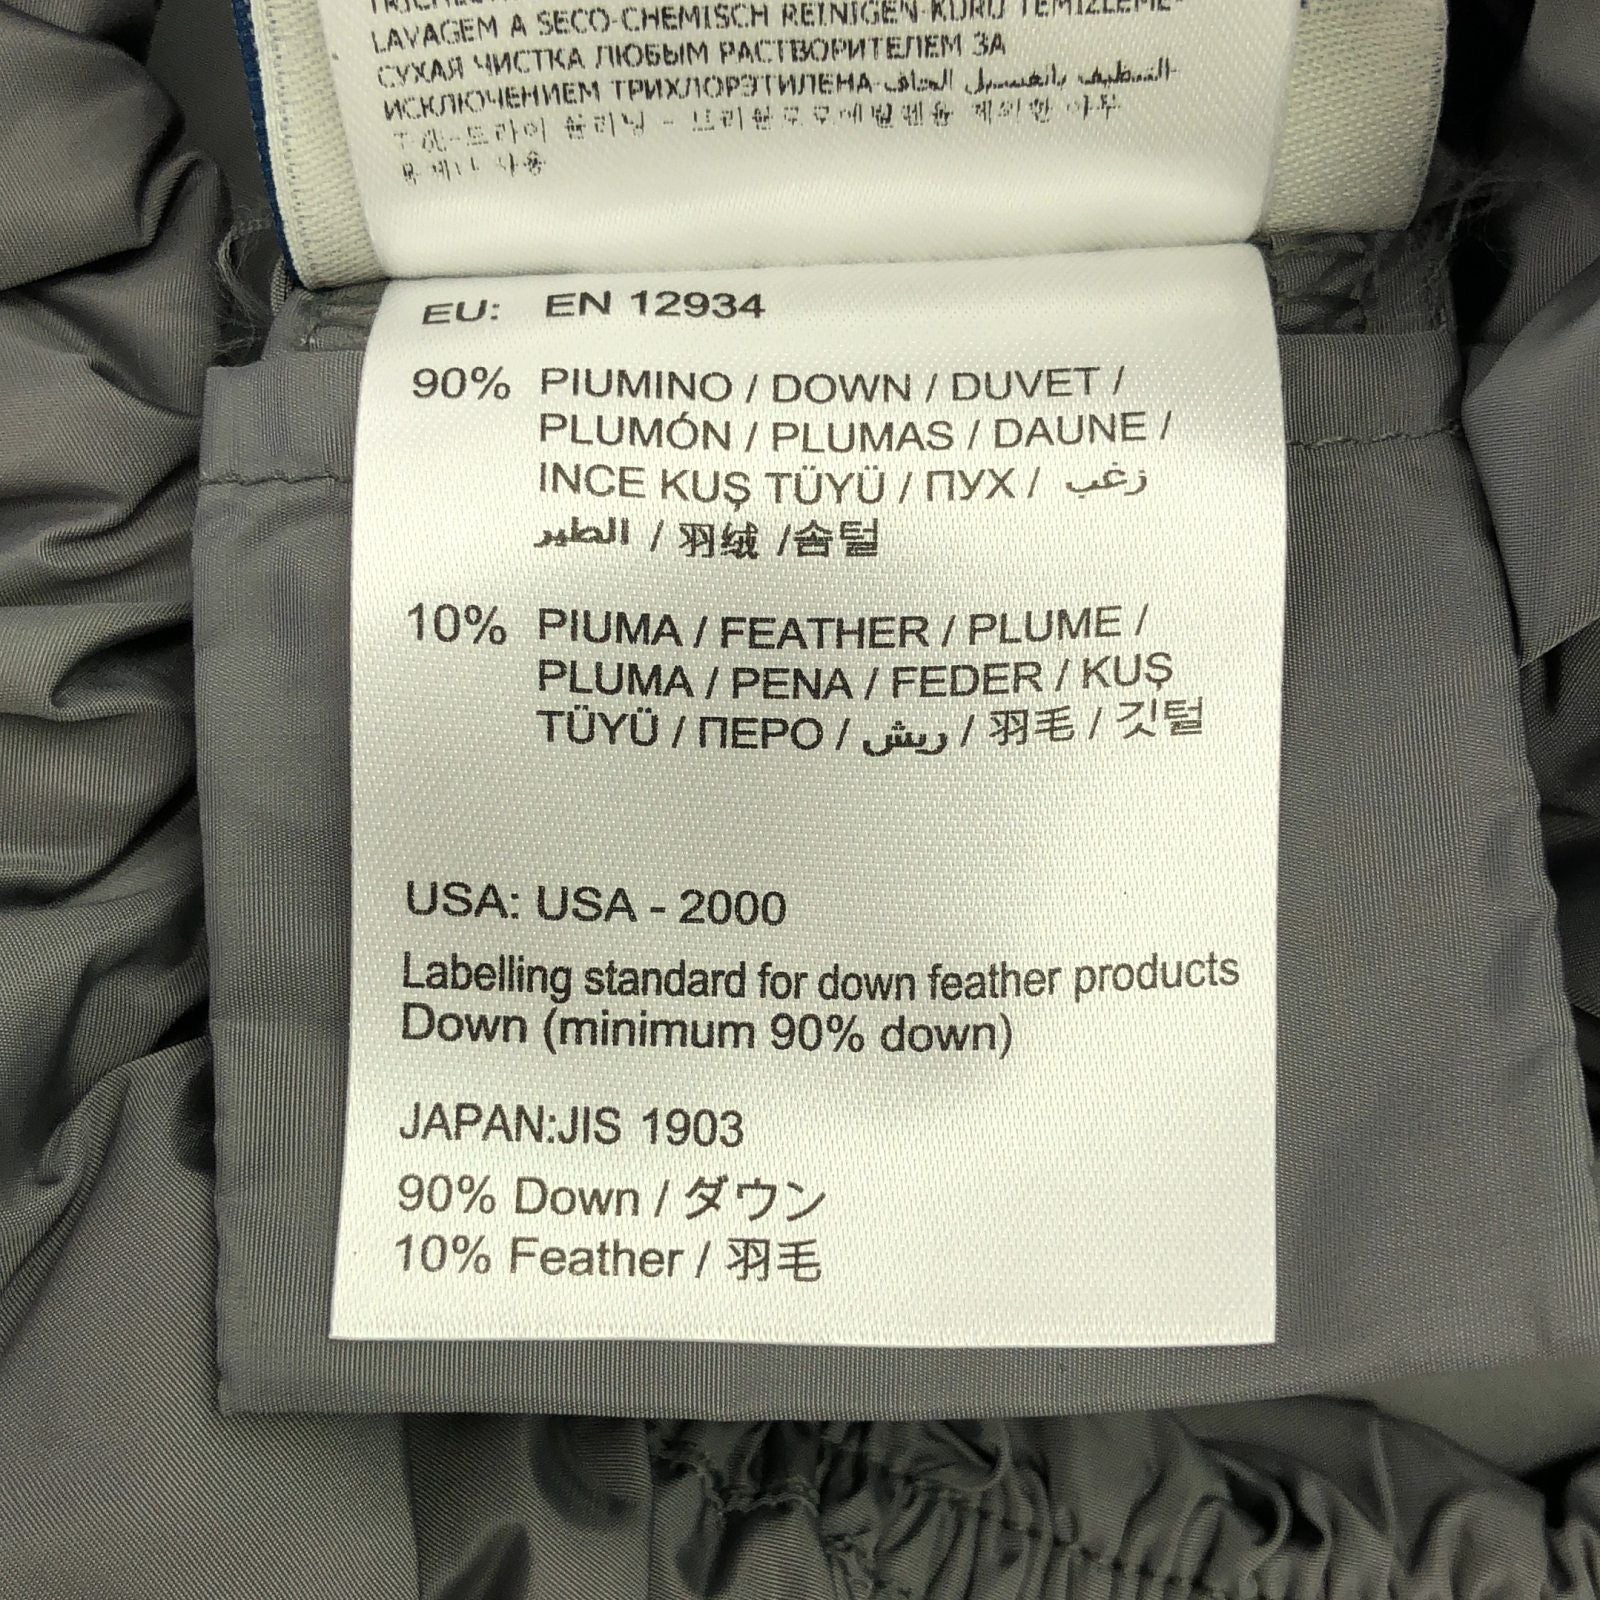 LAVAGEM A SECO-CHEMISCH REINIGEN-KURU TEMIZLEME-
СУХАЯ ЧИСТКА ЛЮБЫМ РАСТВОРИТЕЛЕМ ЗА
ИСКЛЮЧЕНИЕМ ТРИХЛОРЭТИЛЕНА-التنظيف بالغسيل الجاف-
EU: EN 12934
90% PIUMINO / DOWN / DUVET /
PLUMÓN / PLUMAS / DAUNE /
INCE KUŞ TÜYÜ / ПУХ / زغب
الطير / 羽绒 /솜털
10% PIUMA / FEATHER / PLUME /
PLUMA / PENA / FEDER / KUŞ
TÜYÜ / ПЕРО / ريش / 羽毛 / 깃털
USA: USA - 2000
Labelling standard for down feather products
Down (minimum 90% down)
JAPAN:JIS 1903
90% Down / ダウン
10% Feather / 羽毛